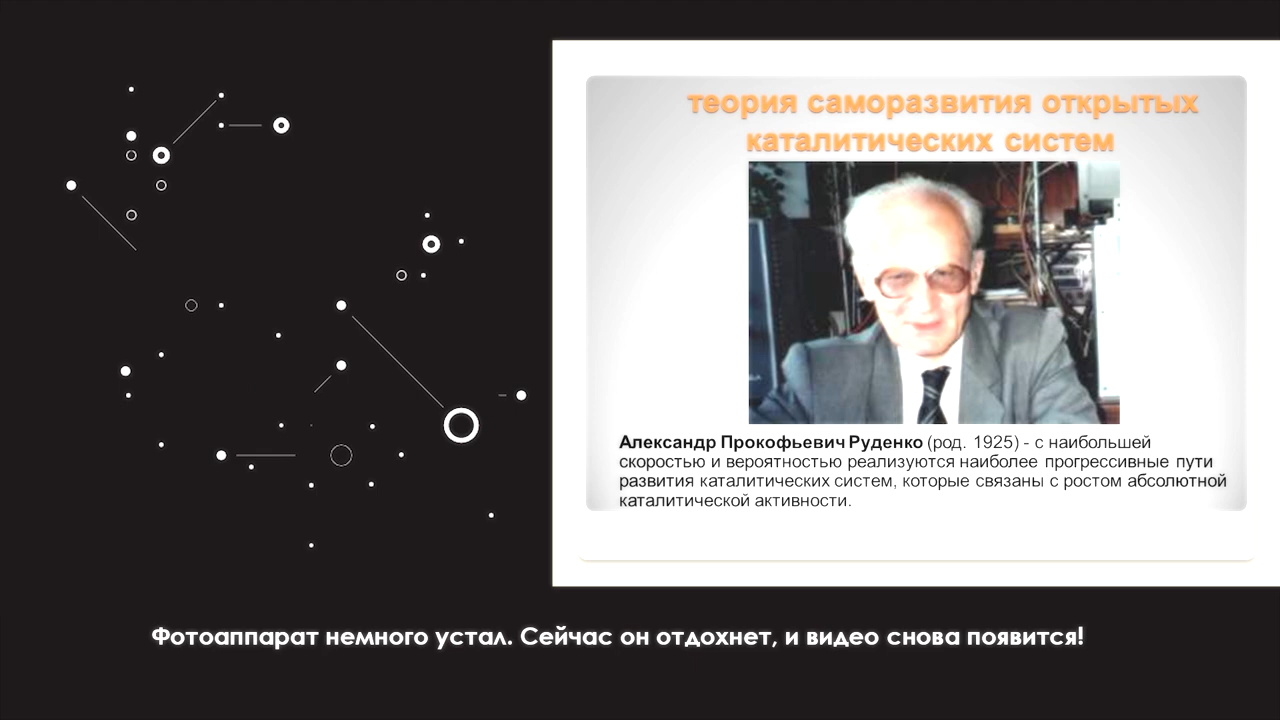 теория саморазвития открытых
каталитических систем
Александр Прокофьевич Руденко (род. 1925) - с наибольшей
скоростью и вероятностью реализуются наиболее прогрессивные пути
развития каталитических систем, которые связаны с ростом абсолютной
каталитической активности.
Фотоаппарат немного устал. Сейчас он отдохнет, и видео снова появится!